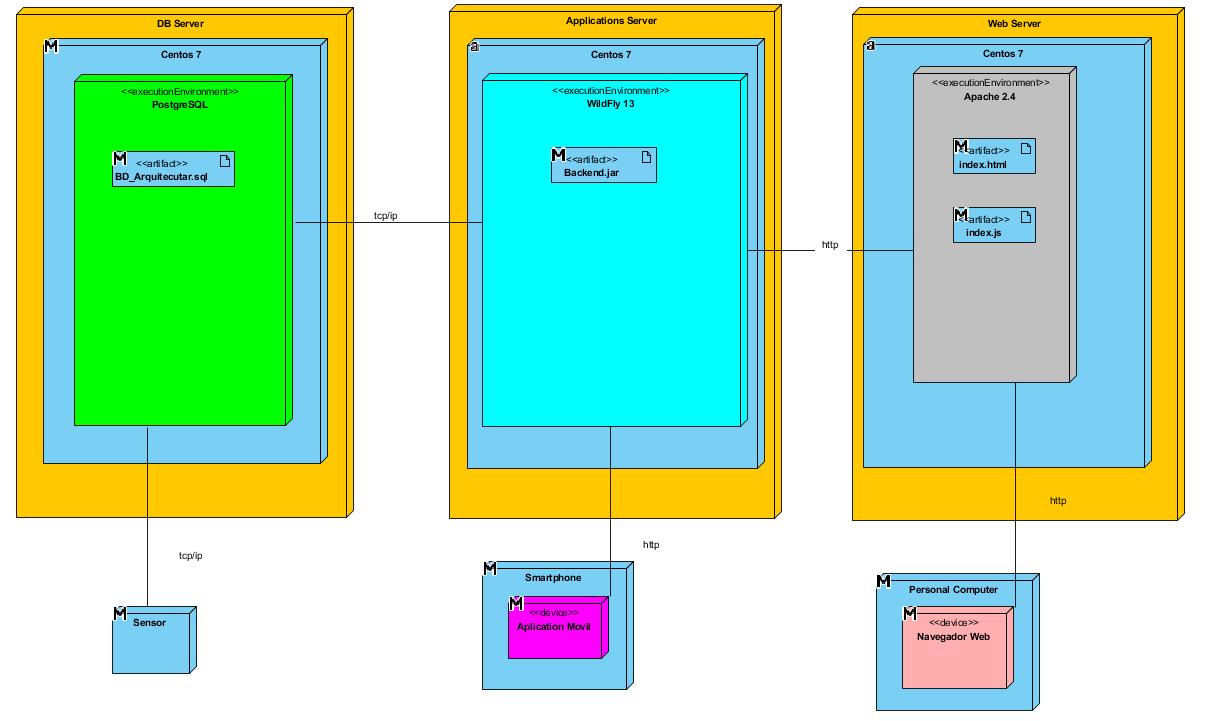 DB Server
M
Centos 7
<<executionEnvironment>>
PostgreSQL
M
<<artifact>>
BD_Arquitecutar.sql
tcp/ip
Applications Server
a
Centos 7
<<executionEnvironment>>
WildFly 13
M
<<artifact>>
Backend.jar
http
Web Server
a
Centos 7
<<executionEnvironment>>
Apache 2.4
M
<<artifact>>
index.html
M
<<artifact>>
index.js
tcp/ip
M
Sensor
http
M
Smartphone
M
<<device>>
Aplication Movil
http
M
Personal Computer
M
<<device>>
Navegador Web